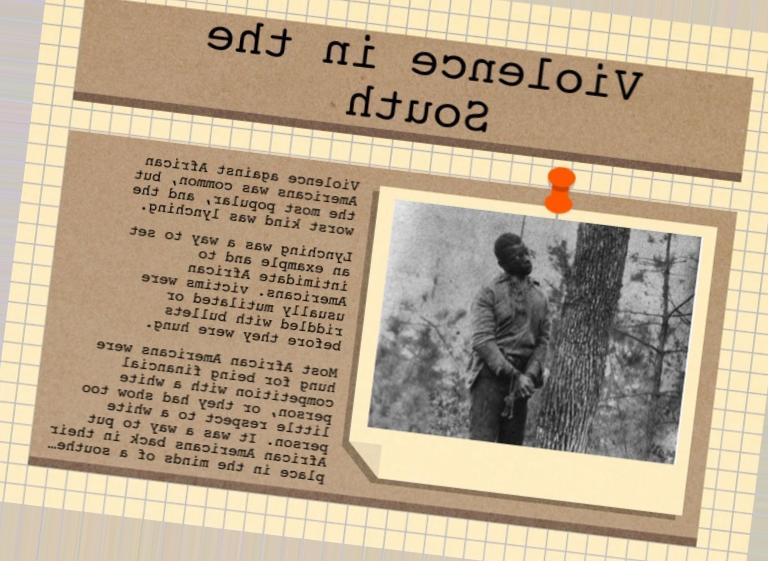 Violence in the
South
Violence against African
Americans was common, but
the most popular, and the
worst kind was lynching.
Lynching was a way to set
an example and to
intimidate African
Americans. victims were
usually mutilated or
riddled with bullets
before they were hung.
Most African Americans were
hung for being financial
competition with a white
person, or they had show too
little respect to a white
person. It was a way to put
African Americans back in their
place in the minds of a southe…